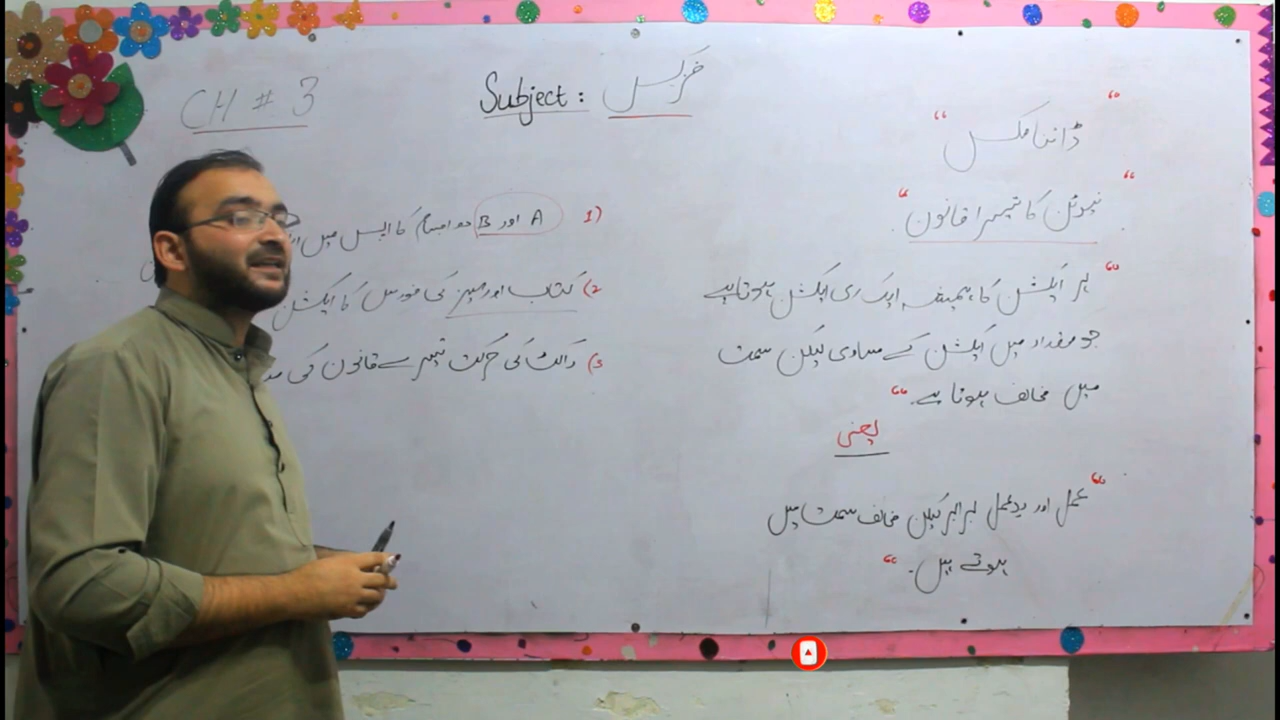 CH # 3
Subject: فزکس
"ڈائنامکس"
"نیوٹن کا تیسرا قانون"
"ہر ایکشن کا ہمیشہ ایک ری ایکشن ہوتا ہے
جو مقدار میں ایکشن کے مساوی لیکن سمت
میں مخالف ہوتا ہے۔"
یعنی
"عمل اور ردِ عمل برابر لیکن مخالف سمت میں
ہوتے ہیں۔"
1) A اور B دو اجسام کا آپس میں
2) کتاب اور میز کی فورس کا ایکشن
3) راکٹ کی حرکت تیسرے قانون کی